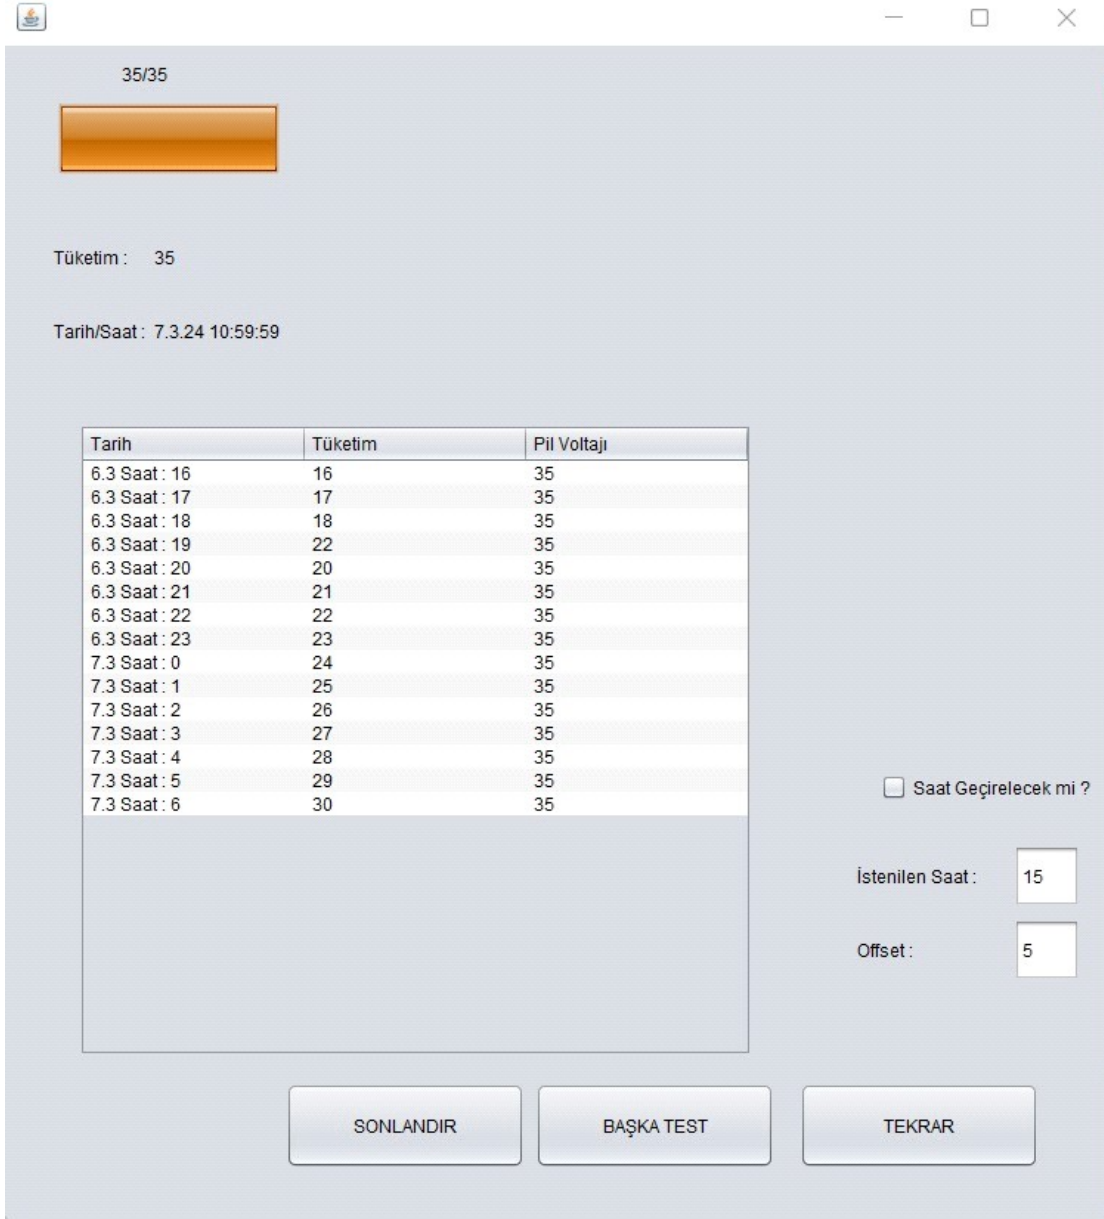 35/35
Tüketim : 35
Tarih/Saat : 7.3.24 10:59:59
Tarih Tüketim Pil Voltajı
6.3 Saat : 16 16 35
6.3 Saat : 17 17 35
6.3 Saat : 18 18 35
6.3 Saat : 19 22 35
6.3 Saat : 20 20 35
6.3 Saat : 21 21 35
6.3 Saat : 22 22 35
6.3 Saat : 23 23 35
7.3 Saat : 0 24 35
7.3 Saat : 1 25 35
7.3 Saat : 2 26 35
7.3 Saat : 3 27 35
7.3 Saat : 4 28 35
7.3 Saat : 5 29 35
7.3 Saat : 6 30 35
Saat Geçirelecek mi ?
İstenilen Saat : 15
Offset : 5
SONLANDIR BAŞKA TEST TEKRAR